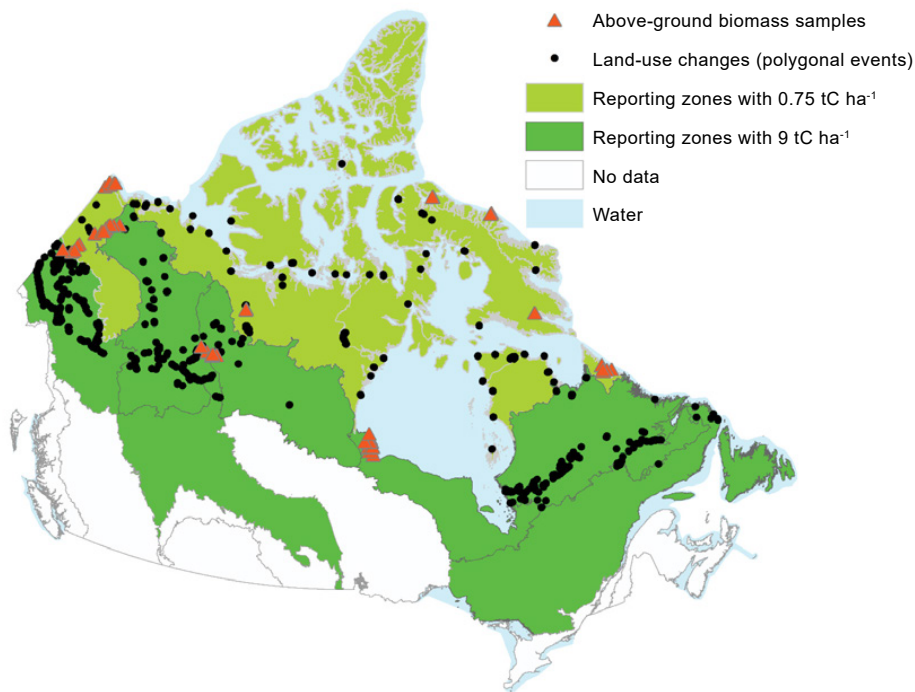 Above-ground biomass samples
Land-use changes (polygonal events)
Reporting zones with 0.75 tC ha⁻¹
Reporting zones with 9 tC ha⁻¹
No data
Water